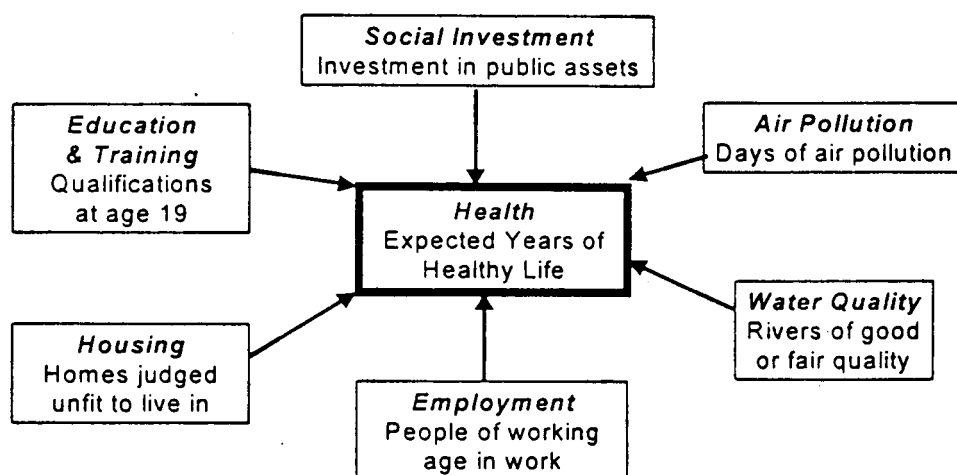 Social Investment
Investment in public assets
Education
& Training
Qualifications
at age 19
Air Pollution
Days of air pollution
Health
Expected Years of
Healthy Life
Housing
Homes judged
unfit to live in
Employment
People of working
age in work
Water Quality
Rivers of good
or fair quality